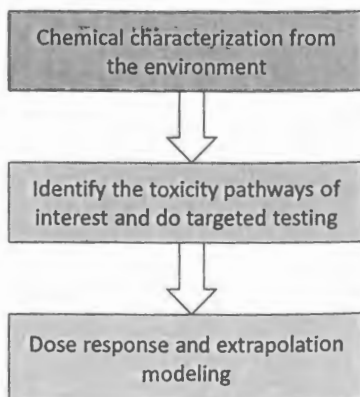 Chemical characterization from
the environment
Identify the toxicity pathways of
interest and do targeted testing
Dose response and extrapolation
modeling